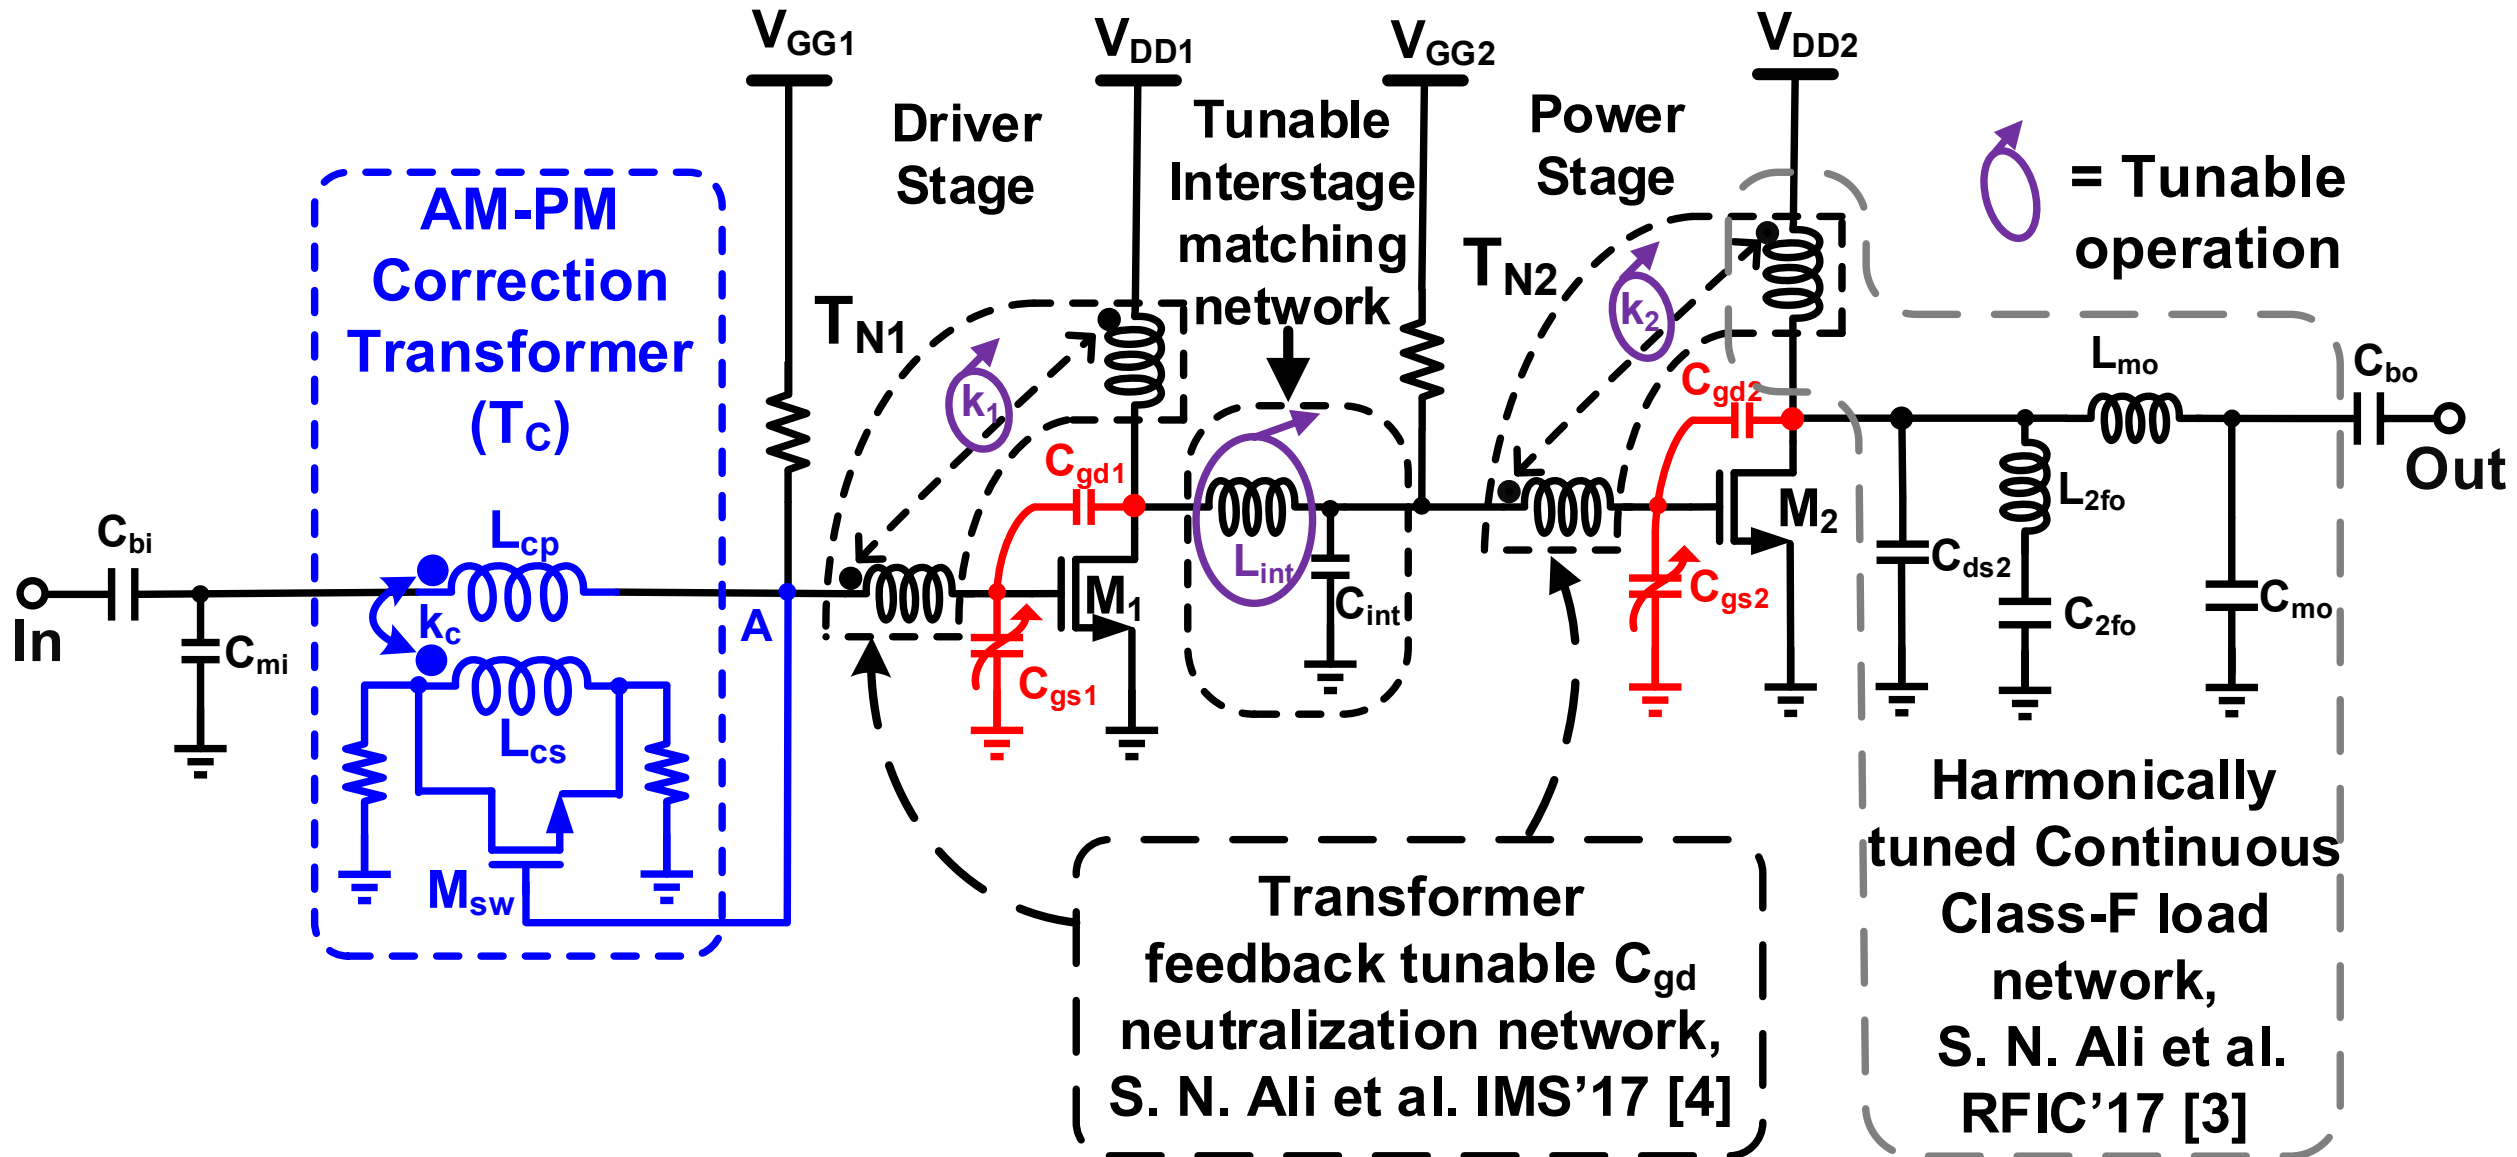 VGG1
VDD1
VGG2
VDD2
Driver
Stage
Tunable
Interstage
matching
network
Power
Stage
= Tunable
operation
AM-PM
Correction
Transformer
(TC)
TN1
k1
TN2
k2
Cgd1
Cgd2
Lmo
Cbo
Out
L2fo
Cbi
Lcp
kc
Cmi
In
A
M1
Cgs1
Lint
Cint
M2
Cgs2
Cds2
C2fo
Cmo
Lcs
Msw
Transformer
feedback tunable Cgd
neutralization network,
S. N. Ali et al. IMS’17 [4]
Harmonically
tuned Continuous
Class-F load
network,
S. N. Ali et al.
RFIC’17 [3]